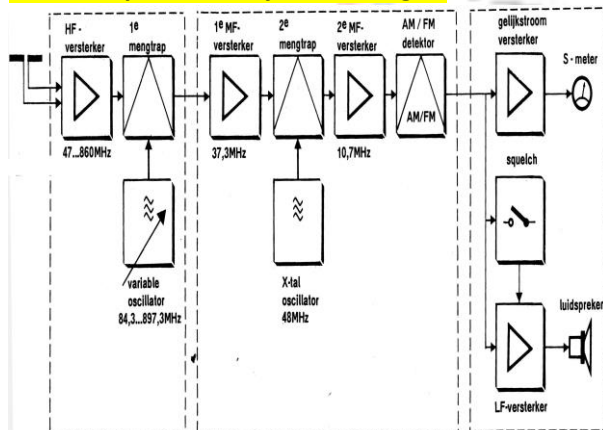 HF -
versterker
1e
mengtrap
1e MF-
versterker
2e
mengtrap
2e MF-
versterker
AM / FM
detektor
gelijkstroom
versterker
S - meter
AM/FM
47...860MHz
37,3MHz
10,7MHz
squelch
variable
oscillator
84,3...897,3MHz
X-tal
oscillator
48MHz
luidspreker
LF-versterker